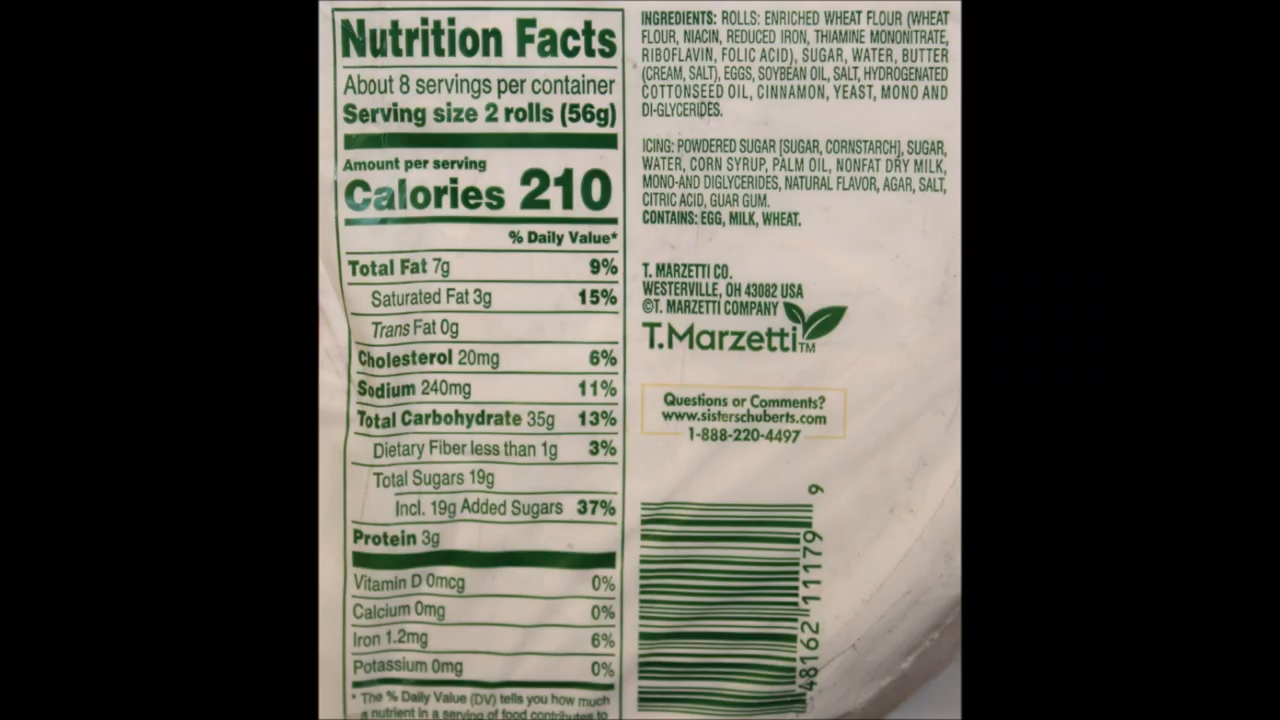 Nutrition Facts
About 8 servings per container
Serving size 2 rolls (56g)
Amount per serving
Calories 210
% Daily Value*
Total Fat 7g 9%
Saturated Fat 3g 15%
Trans Fat 0g
Cholesterol 20mg 6%
Sodium 240mg 11%
Total Carbohydrate 35g 13%
Dietary Fiber less than 1g 3%
Total Sugars 19g
Incl. 19g Added Sugars 37%
Protein 3g
Vitamin D 0mcg 0%
Calcium 0mg 0%
Iron 1.2mg 6%
Potassium 0mg 0%
* The % Daily Value (DV) tells you how much
a nutrient in a serving of food contributes to
INGREDIENTS: ROLLS: ENRICHED WHEAT FLOUR (WHEAT
FLOUR, NIACIN, REDUCED IRON, THIAMINE MONONITRATE,
RIBOFLAVIN, FOLIC ACID), SUGAR, WATER, BUTTER
(CREAM, SALT), EGGS, SOYBEAN OIL, SALT, HYDROGENATED
COTTONSEED OIL, CINNAMON, YEAST, MONO AND
DI-GLYCERIDES.
ICING: POWDERED SUGAR [SUGAR, CORNSTARCH], SUGAR,
WATER, CORN SYRUP, PALM OIL, NONFAT DRY MILK,
MONO-AND DIGLYCERIDES, NATURAL FLAVOR, AGAR, SALT,
CITRIC ACID, GUAR GUM.
CONTAINS: EGG, MILK, WHEAT.
T. MARZETTI CO.
WESTERVILLE, OH 43082 USA
©T. MARZETTI COMPANY
T.Marzetti™
Questions or Comments?
www.sisterschuberts.com
1-888-220-4497
48162 11179 9